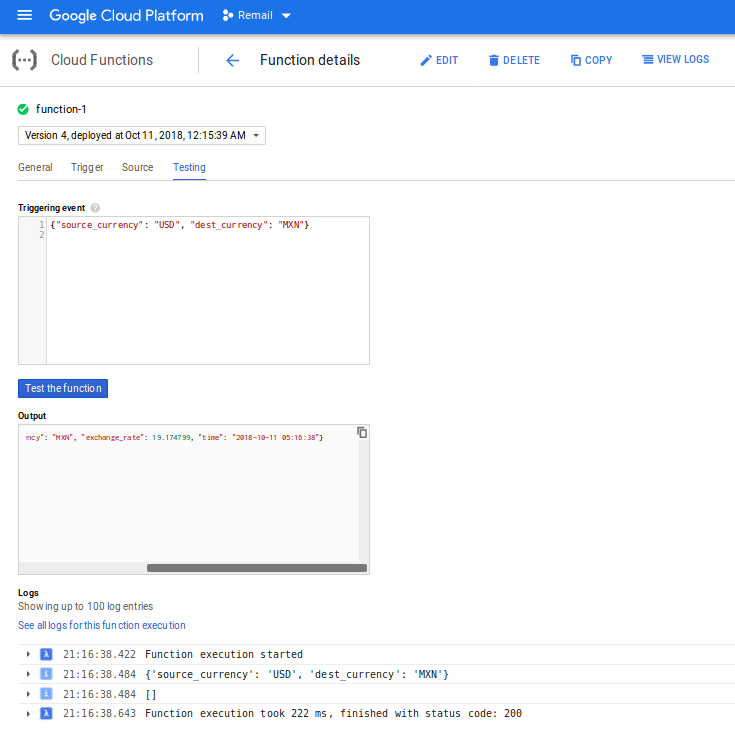 Google Cloud Platform Remail
Cloud Functions Function details EDIT DELETE COPY VIEW LOGS
function-1
Version 4, deployed at Oct 11, 2018, 12:15:39 AM
General Trigger Source Testing
Triggering event ?
1 {"source_currency": "USD", "dest_currency": "MXN"}
2
Test the function
Output
ncy": "MXN", "exchange_rate": 19.174799, "time": "2018-10-11 05:16:38"}
Logs
Showing up to 100 log entries
See all logs for this function execution
λ 21:16:38.422 Function execution started
i 21:16:38.484 {'source_currency': 'USD', 'dest_currency': 'MXN'}
i 21:16:38.484 []
λ 21:16:38.643 Function execution took 222 ms, finished with status code: 200